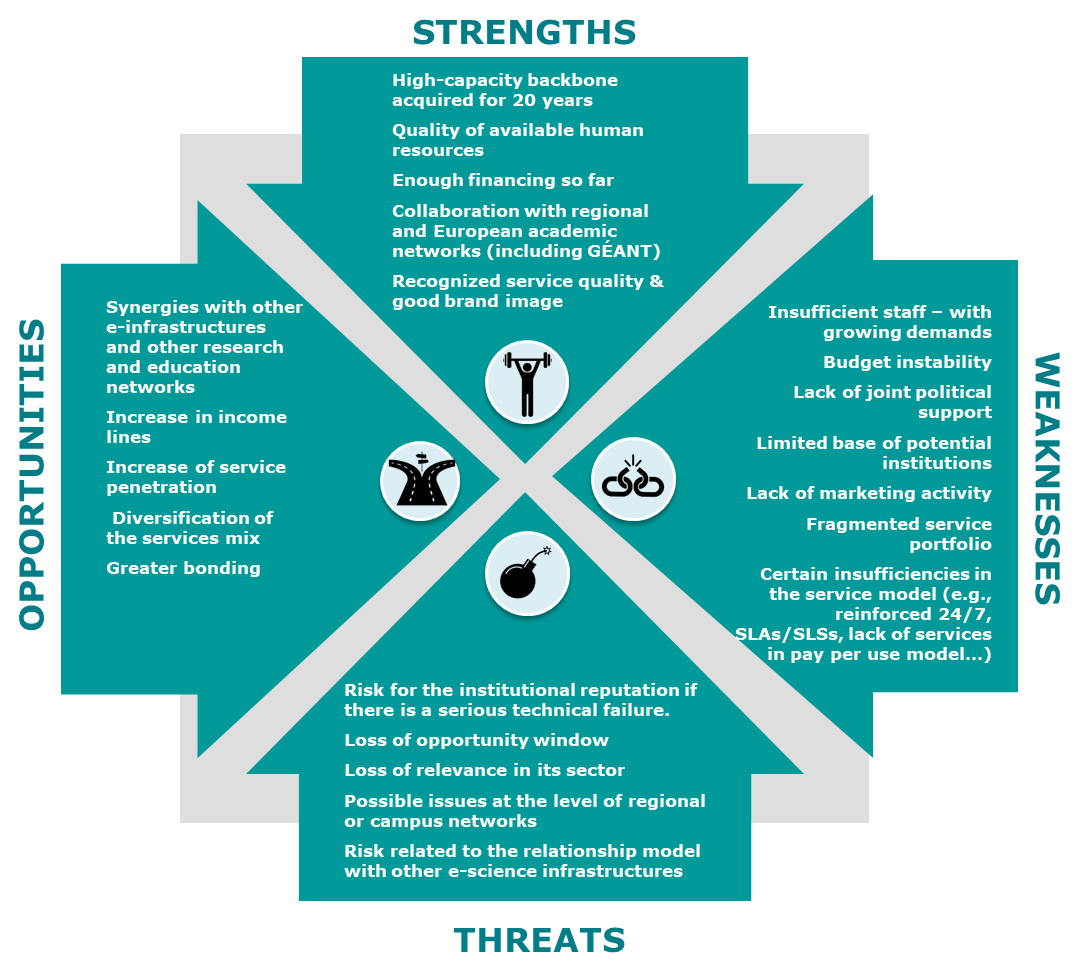 STRENGTHS
High-capacity backbone
acquired for 20 years
Quality of available human
resources
Enough financing so far
Collaboration with regional
and European academic
networks (including GÉANT)
Recognized service quality &
good brand image
OPPORTUNITIES
Synergies with other
e-infrastructures
and other research
and education
networks
Increase in income
lines
Increase of service
penetration
Diversification of
the services mix
Greater bonding
WEAKNESSES
Insufficient staff – with
growing demands
Budget instability
Lack of joint political
support
Limited base of potential
institutions
Lack of marketing activity
Fragmented service
portfolio
Certain insufficiencies in
the service model (e.g.,
reinforced 24/7,
SLAs/SLSs, lack of services
in pay per use model...)
Risk for the institutional reputation if
there is a serious technical failure.
Loss of opportunity window
Loss of relevance in its sector
Possible issues at the level of regional
or campus networks
Risk related to the relationship model
with other e-science infrastructures
THREATS